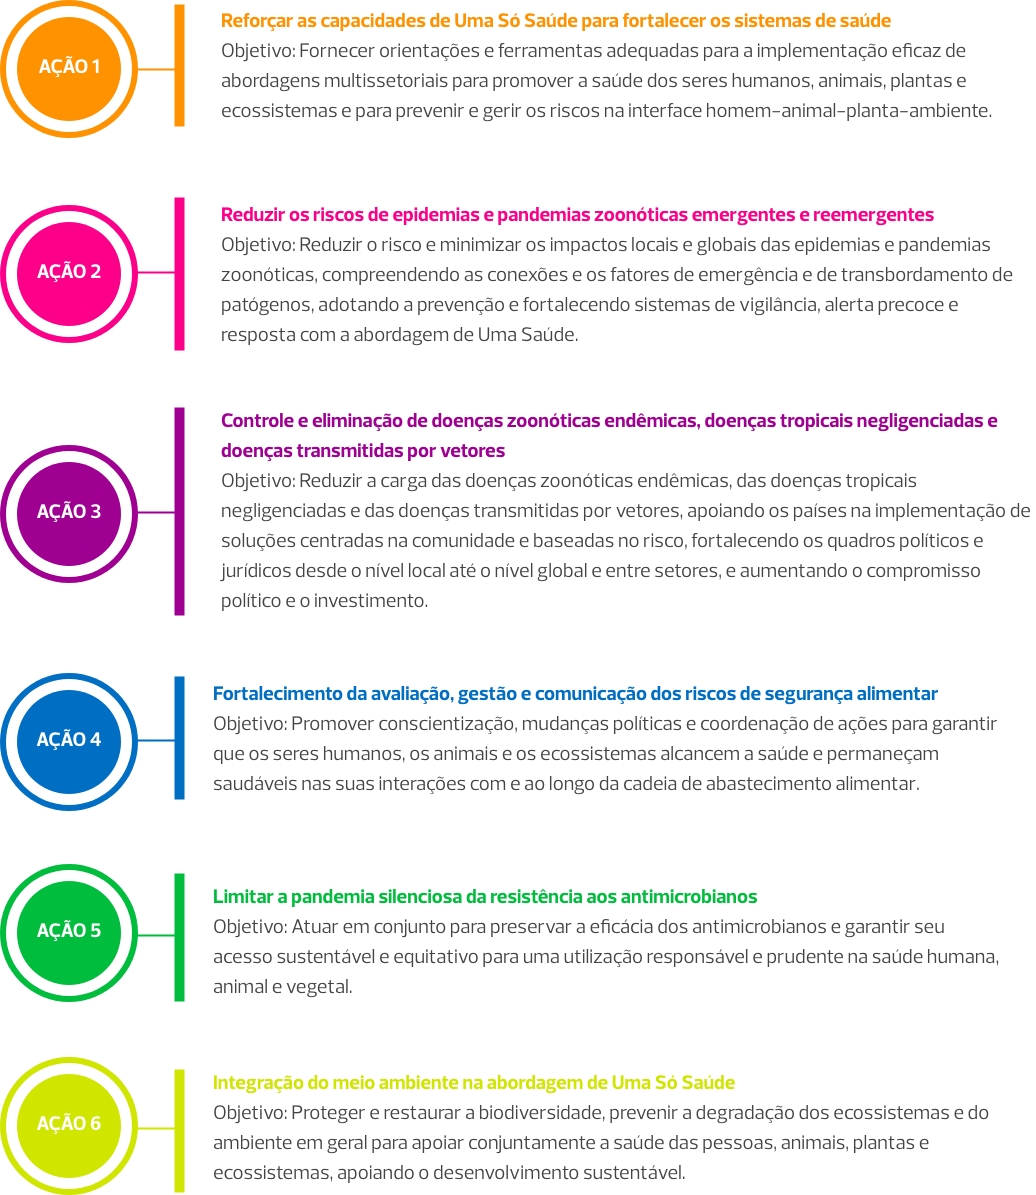 AÇÃO 1
Reforçar as capacidades de Uma Só Saúde para fortalecer os sistemas de saúde
Objetivo: Fornecer orientações e ferramentas adequadas para a implementação eficaz de
abordagens multissetoriais para promover a saúde dos seres humanos, animais, plantas e
ecossistemas e para prevenir e gerir os riscos na interface homem-animal-planta-ambiente.
AÇÃO 2
Reduzir os riscos de epidemias e pandemias zoonóticas emergentes e reemergentes
Objetivo: Reduzir o risco e minimizar os impactos locais e globais das epidemias e pandemias
zoonóticas, compreendendo as conexões e os fatores de emergência e de transbordamento de
patógenos, adotando a prevenção e fortalecendo sistemas de vigilância, alerta precoce e
resposta com a abordagem de Uma Saúde.
AÇÃO 3
Controle e eliminação de doenças zoonóticas endêmicas, doenças tropicais negligenciadas e
doenças transmitidas por vetores
Objetivo: Reduzir a carga das doenças zoonóticas endêmicas, das doenças tropicais
negligenciadas e das doenças transmitidas por vetores, apoiando os países na implementação de
soluções centradas na comunidade e baseadas no risco, fortalecendo os quadros políticos e
jurídicos desde o nível local até o nível global e entre setores, e aumentando o compromisso
político e o investimento.
AÇÃO 4
Fortalecimento da avaliação, gestão e comunicação dos riscos de segurança alimentar
Objetivo: Promover conscientização, mudanças políticas e coordenação de ações para garantir
que os seres humanos, os animais e os ecossistemas alcancem a saúde e permaneçam
saudáveis nas suas interações com e ao longo da cadeia de abastecimento alimentar.
AÇÃO 5
Limitar a pandemia silenciosa da resistência aos antimicrobianos
Objetivo: Atuar em conjunto para preservar a eficácia dos antimicrobianos e garantir seu
acesso sustentável e equitativo para uma utilização responsável e prudente na saúde humana,
animal e vegetal.
AÇÃO 6
Integração do meio ambiente na abordagem de Uma Só Saúde
Objetivo: Proteger e restaurar a biodiversidade, prevenir a degradação dos ecossistemas e do
ambiente em geral para apoiar conjuntamente a saúde das pessoas, animais, plantas e
ecossistemas, apoiando o desenvolvimento sustentável.